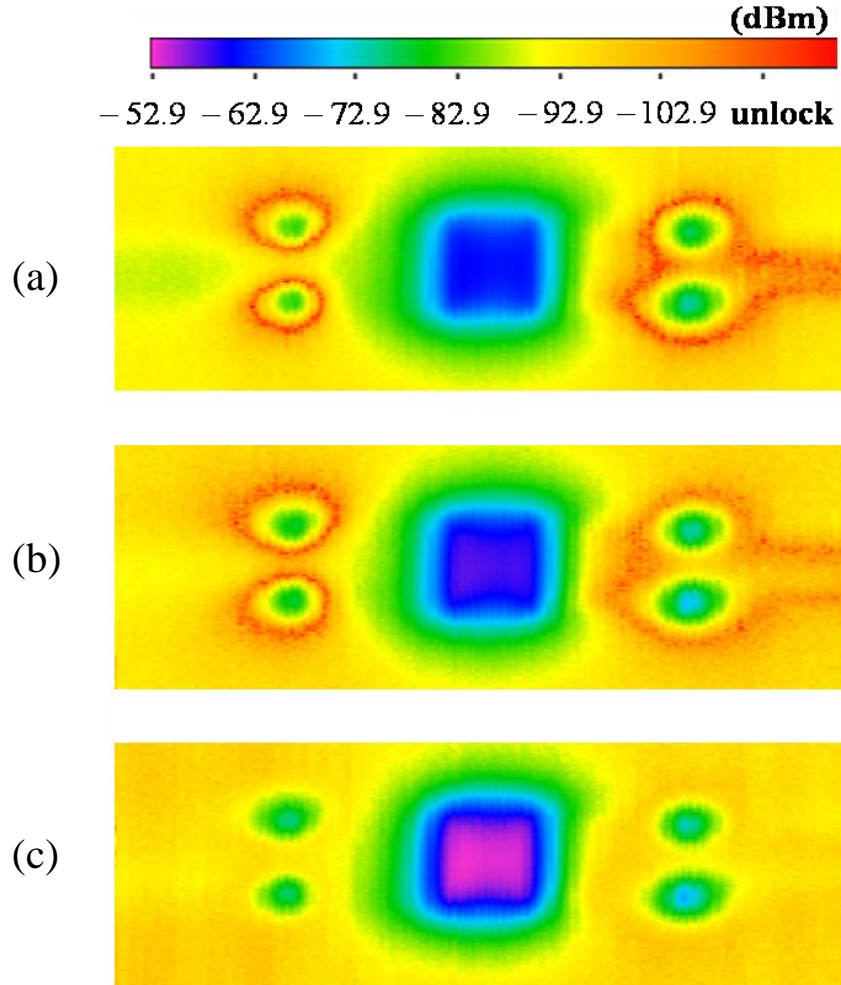 (dBm)
– 52.9 – 62.9 – 72.9 – 82.9 – 92.9 – 102.9 unlock
(a)
(b)
(c)